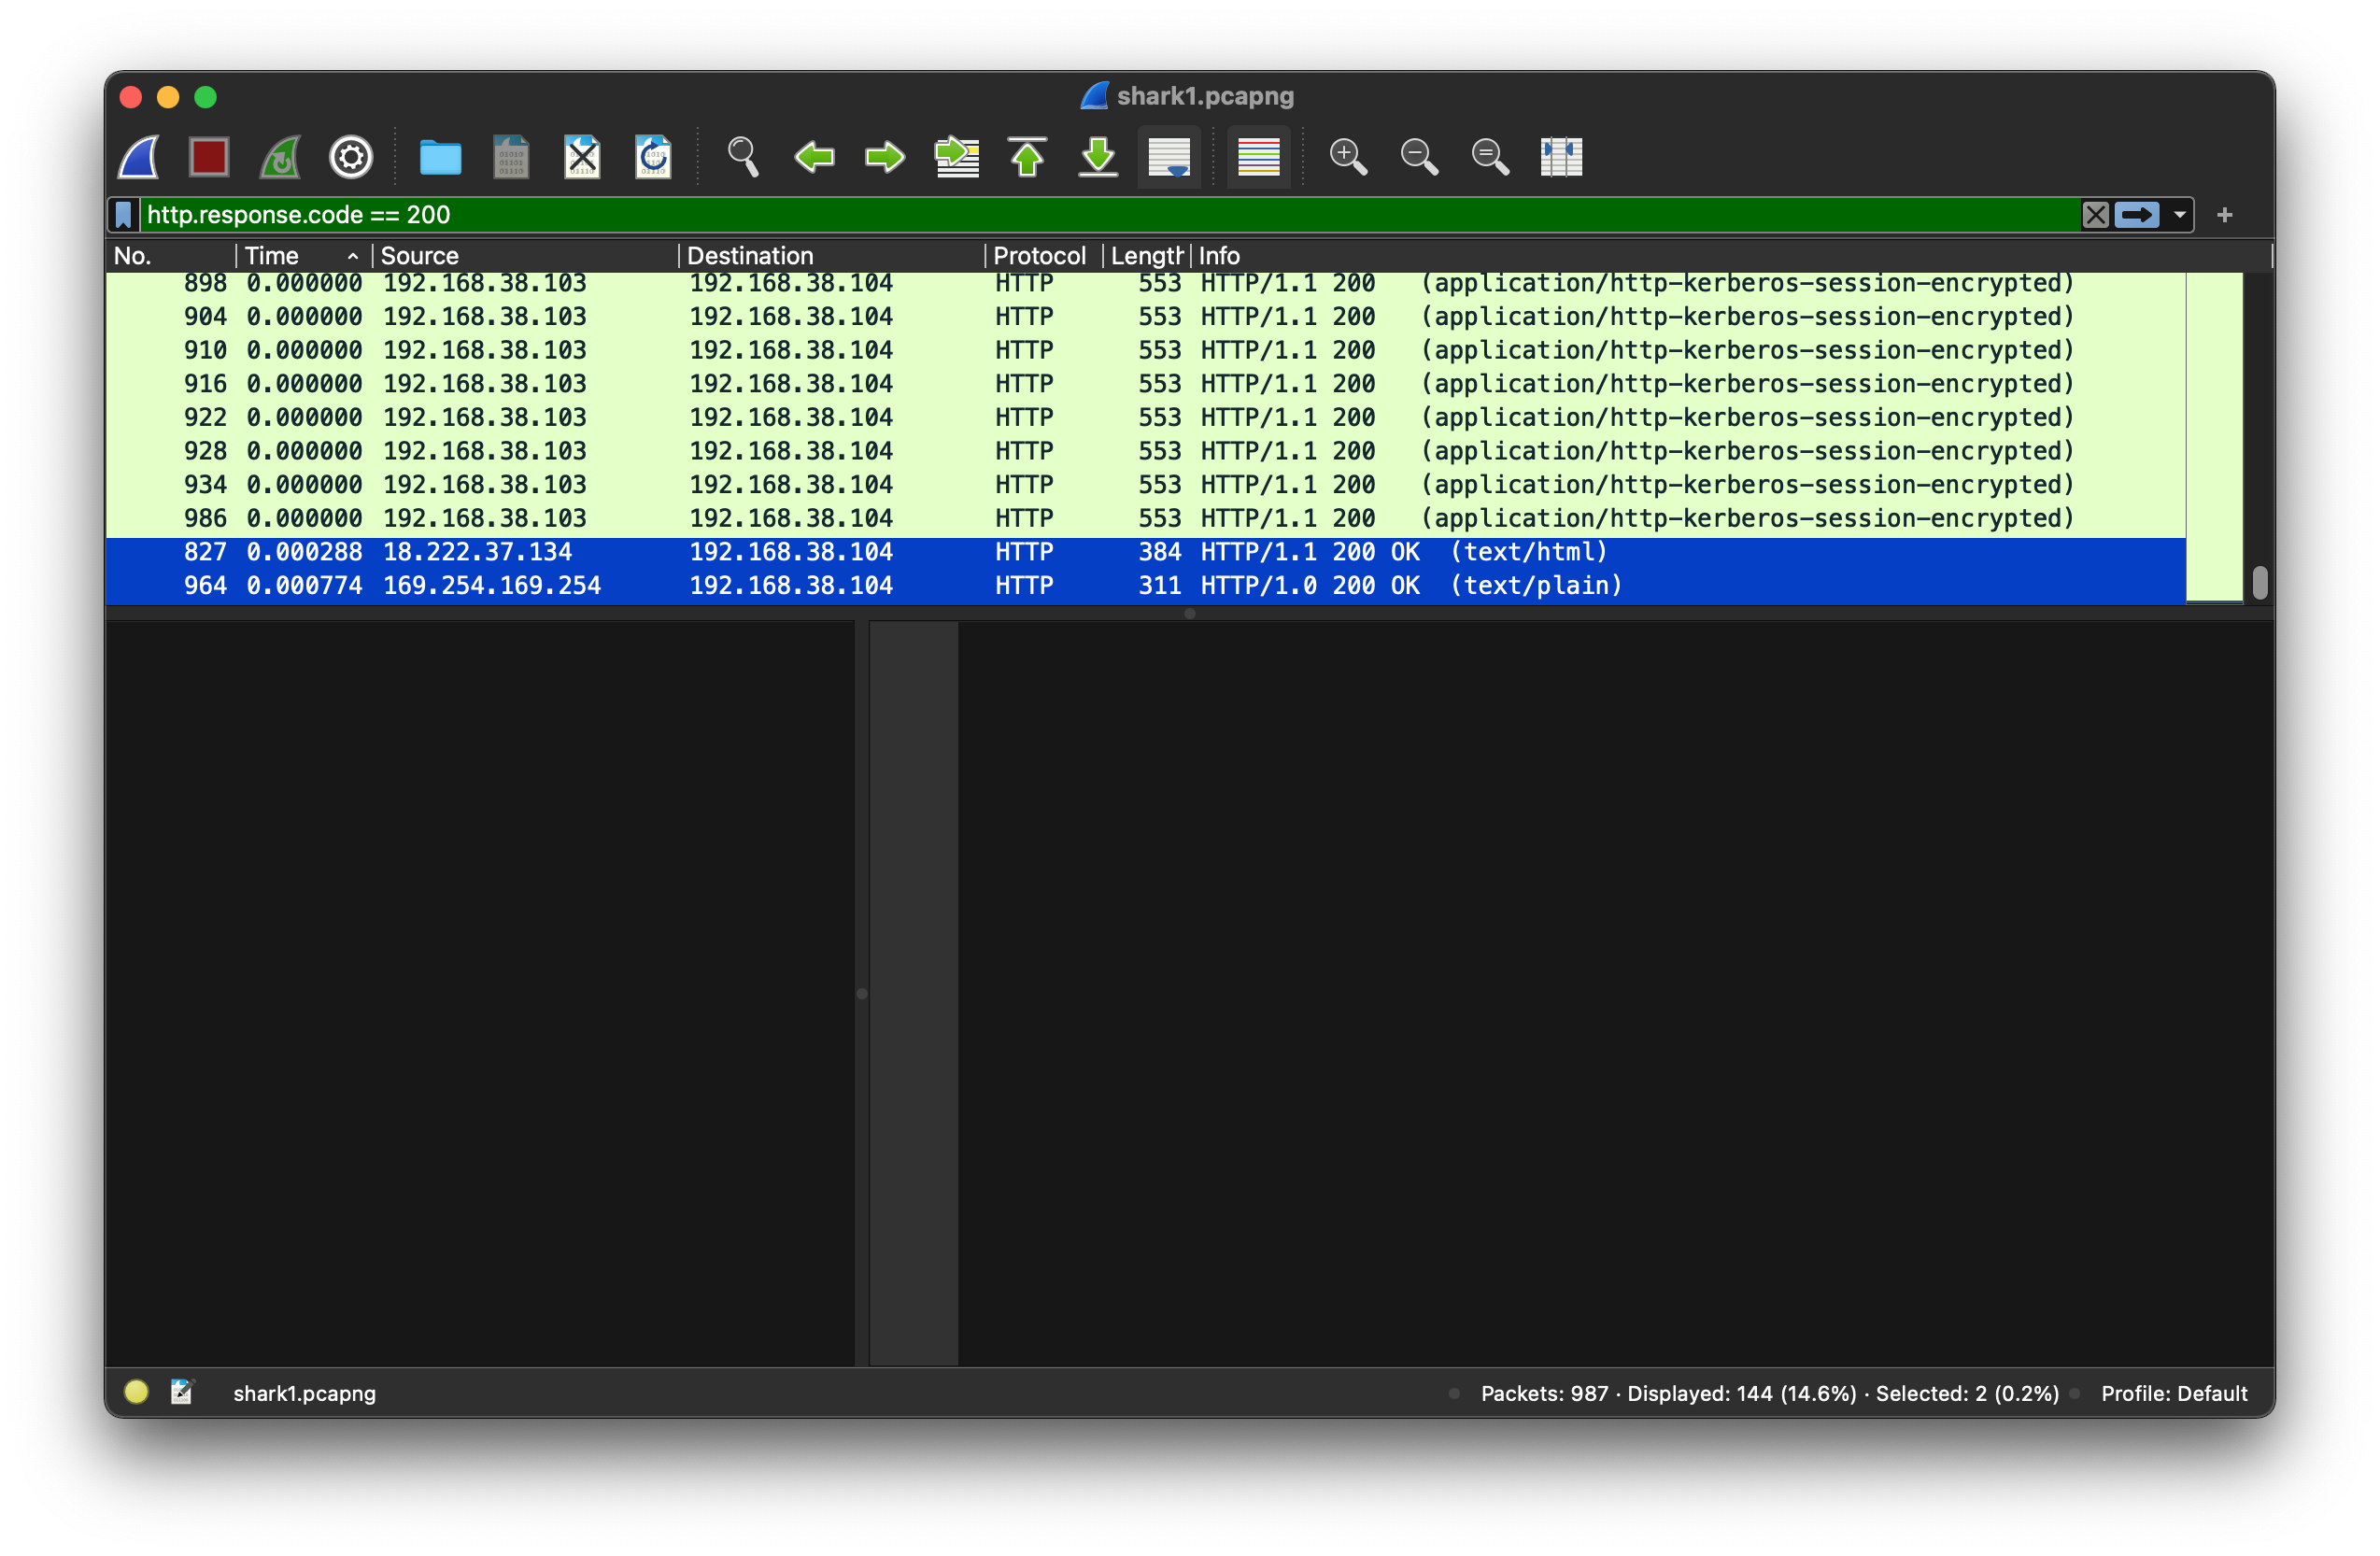 shark1.pcapng
http.response.code == 200
No. Time Source Destination Protocol Length Info
898 0.000000 192.168.38.103 192.168.38.104 HTTP 553 HTTP/1.1 200 (application/http-kerberos-session-encrypted)
904 0.000000 192.168.38.103 192.168.38.104 HTTP 553 HTTP/1.1 200 (application/http-kerberos-session-encrypted)
910 0.000000 192.168.38.103 192.168.38.104 HTTP 553 HTTP/1.1 200 (application/http-kerberos-session-encrypted)
916 0.000000 192.168.38.103 192.168.38.104 HTTP 553 HTTP/1.1 200 (application/http-kerberos-session-encrypted)
922 0.000000 192.168.38.103 192.168.38.104 HTTP 553 HTTP/1.1 200 (application/http-kerberos-session-encrypted)
928 0.000000 192.168.38.103 192.168.38.104 HTTP 553 HTTP/1.1 200 (application/http-kerberos-session-encrypted)
934 0.000000 192.168.38.103 192.168.38.104 HTTP 553 HTTP/1.1 200 (application/http-kerberos-session-encrypted)
986 0.000000 192.168.38.103 192.168.38.104 HTTP 553 HTTP/1.1 200 (application/http-kerberos-session-encrypted)
827 0.000288 18.222.37.134 192.168.38.104 HTTP 384 HTTP/1.1 200 OK (text/html)
964 0.000774 169.254.169.254 192.168.38.104 HTTP 311 HTTP/1.0 200 OK (text/plain)
shark1.pcapng Packets: 987 · Displayed: 144 (14.6%) · Selected: 2 (0.2%) Profile: Default